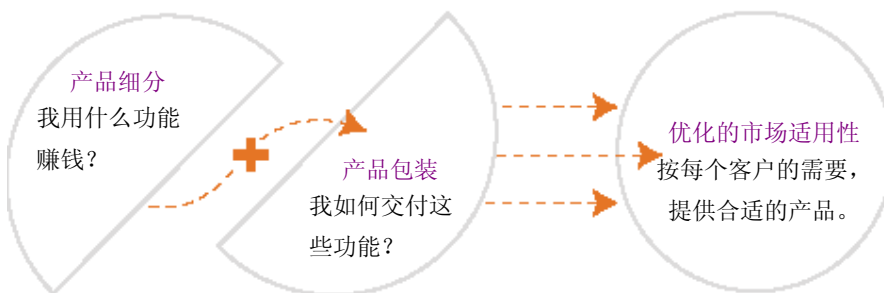 产品细分
我用什么功能
赚钱？
产品包装
我如何交付这
些功能？
优化的市场适用性
按每个客户的需要，
提供合适的产品。